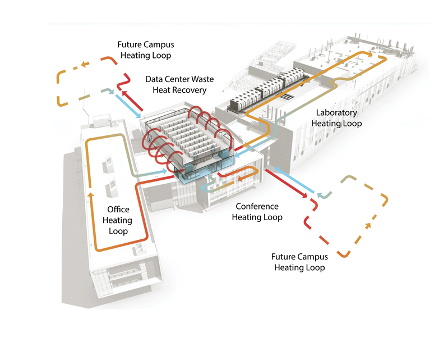 Future Campus
Heating Loop
Data Center Waste
Heat Recovery
Laboratory
Heating Loop
Office
Heating
Loop
Conference
Heating Loop
Future Campus
Heating Loop